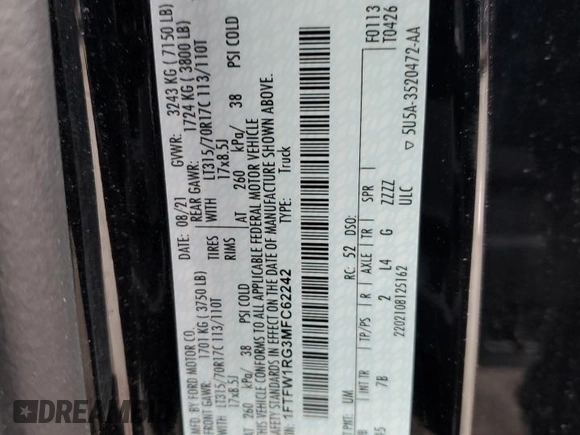 MFD. BY FORD MOTOR CO.
DATE: 08/21 GVWR: 3243 KG ( 7150 LB)
FRONT GAWR: 1701 KG ( 3750 LB) REAR GAWR: 1724 KG ( 3800 LB)
LT315/70R17C 113/110T TIRES WITH LT315/70R17C 113/110T
17x8.5J RIMS 17x8.5J
AT 260 kPa/ 38 PSI COLD AT 260 kPa/ 38 PSI COLD
THIS VEHICLE CONFORMS TO ALL APPLICABLE FEDERAL MOTOR VEHICLE
SAFETY STANDARDS IN EFFECT ON THE DATE OF MANUFACTURE SHOWN ABOVE.
1FTFW1RG3MFC62242 TYPE: Truck
F0113
T0426
UM RC: 52 DSO:
INT TR TP/PS R AXLE TR SPR
7B 2 L4 G ZZZZ
2202108125162 ULC
▽ 5U5A-3520472-AA
DREAM